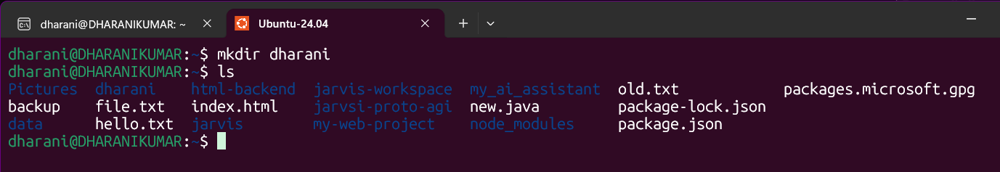 dharani@DHARANIKUMAR: ~ Ubuntu-24.04
dharani@DHARANIKUMAR:~$ mkdir dharani
dharani@DHARANIKUMAR:~$ ls
Pictures dharani html-backend jarvis-workspace my_ai_assistant old.txt packages.microsoft.gpg
backup file.txt index.html jarvsi-proto-agi new.java package-lock.json
data hello.txt jarvis my-web-project node_modules package.json
dharani@DHARANIKUMAR:~$